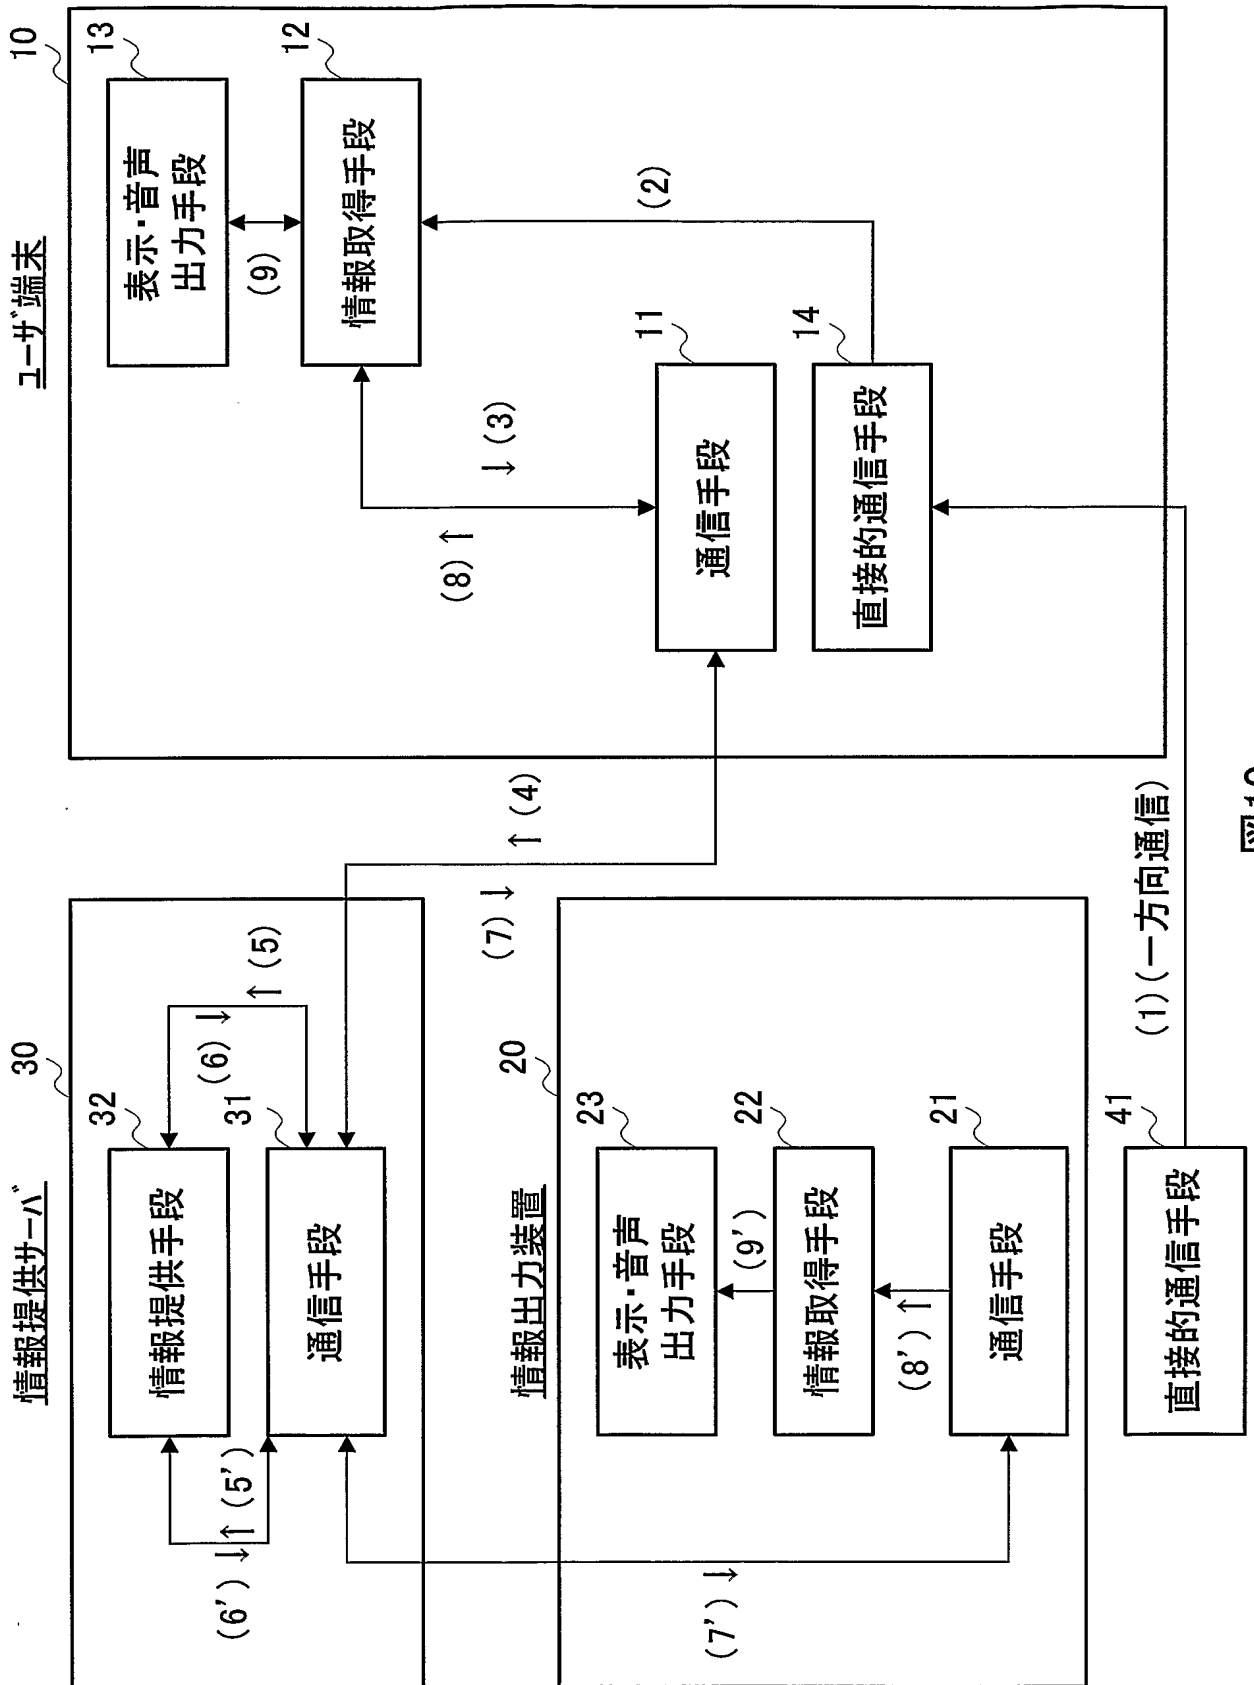 情報提供サーバ
30
情報提供手段
32
(6)↓
↑(5)
通信手段
31
(6')↓
↑(5')
ユーザ端末
10
表示・音声
出力手段
13
(9)
情報取得手段
12
(2)
(8)↑
↓(3)
通信手段
11
直接的通信手段
14
(7)↓
↑(4)
情報出力装置
20
表示・音声
出力手段
23
(9')
情報取得手段
22
(8')↑
通信手段
21
(7')↓
直接的通信手段
41
(1)(一方向通信)